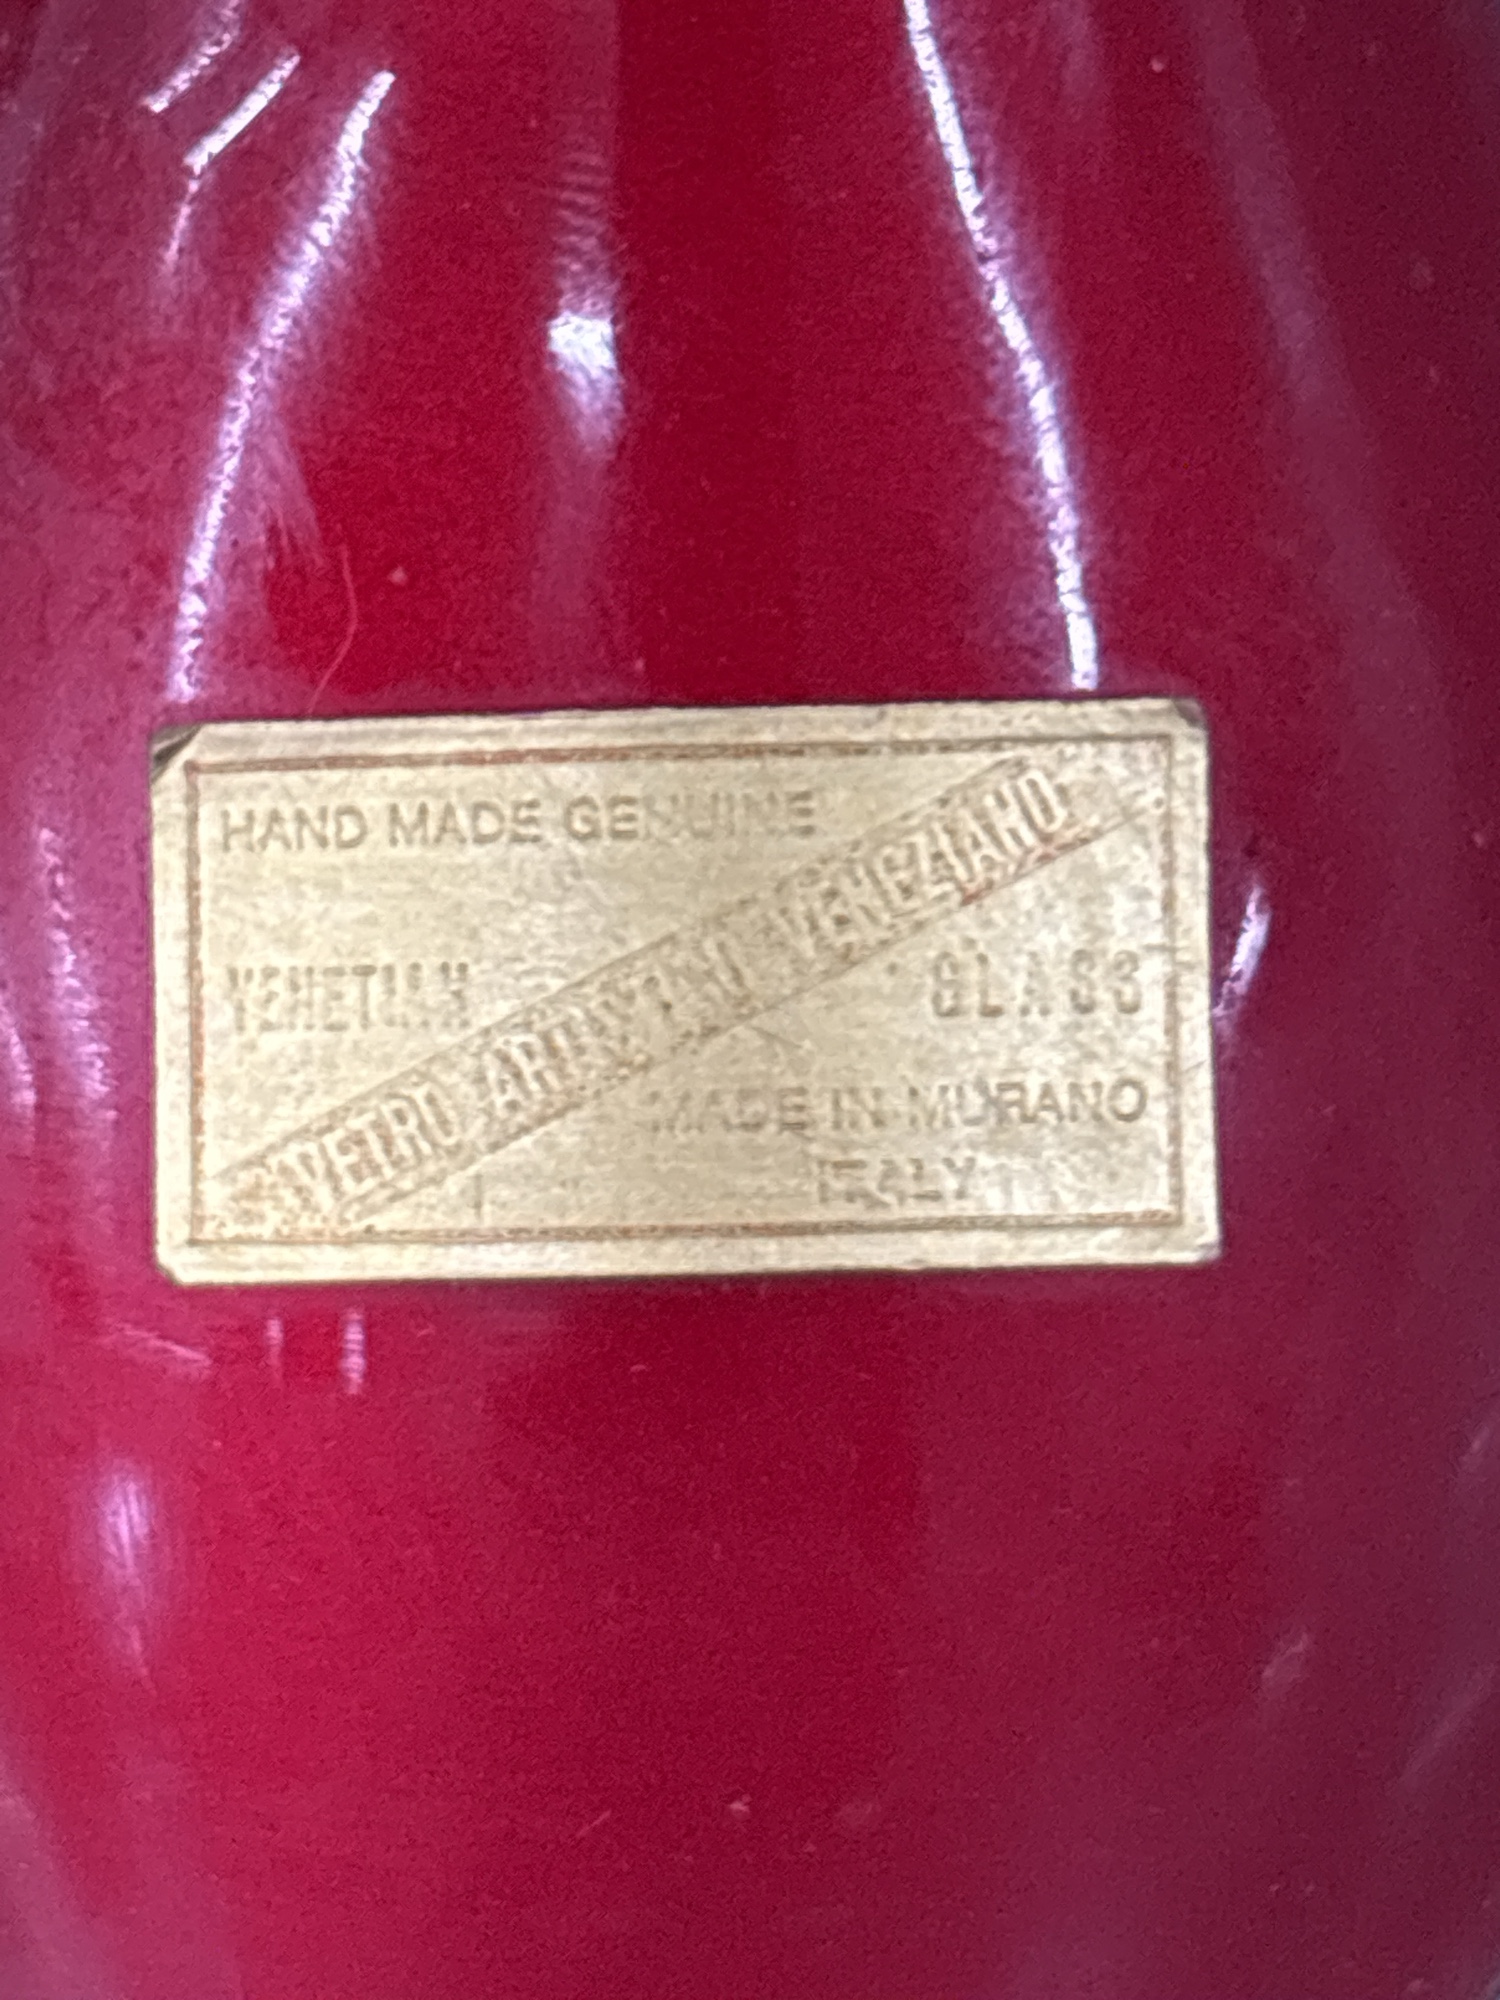 HAND MADE GENUINE
VETRO ARTISTICO VENEZIANO
VENETIAN GLASS
MADE IN MURANO
ITALY